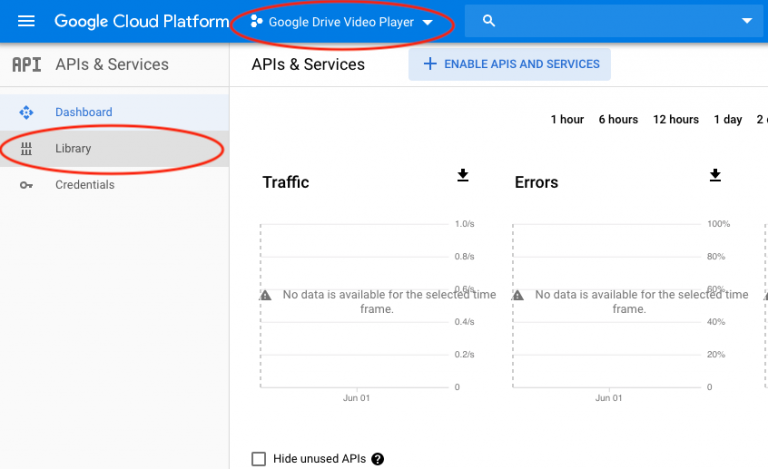 Google Cloud Platform
Google Drive Video Player
API APIs & Services
APIs & Services
ENABLE APIS AND SERVICES
Dashboard
Library
Credentials
1 hour 6 hours 12 hours 1 day 2
Traffic
1.0/s
0.8/s
0.6/s
0.4/s
0.2/s
0
No data is available for the selected time
frame.
Jun 01
Errors
100%
80%
60%
40%
20%
0
No data is available for the selected time
frame.
Jun 01
Hide unused APIs ?